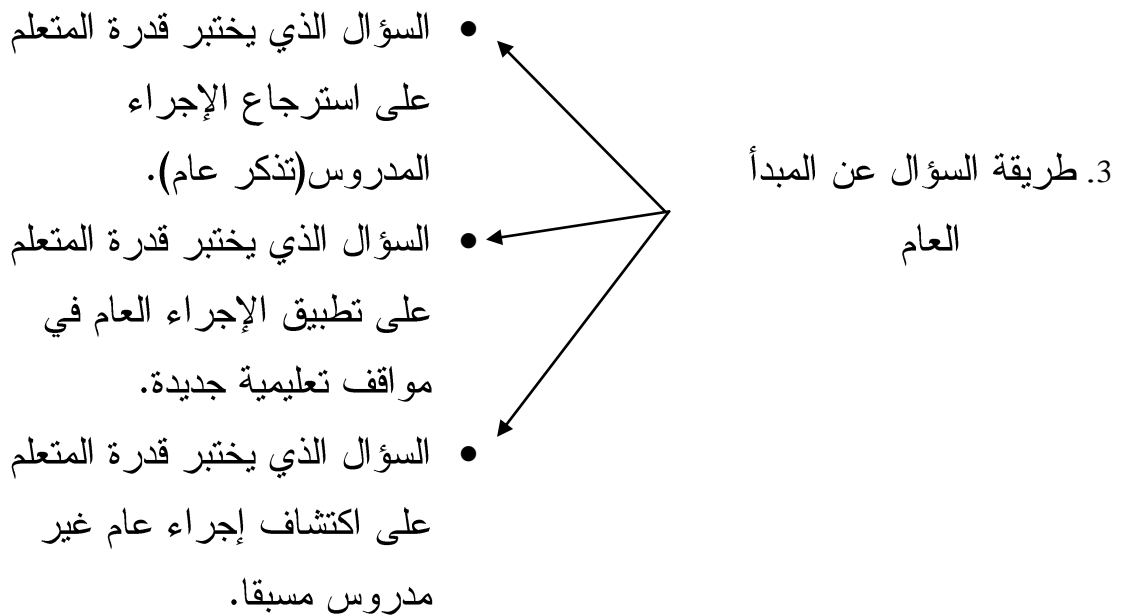 3. طريقة السؤال عن المبدأ
العام
• السؤال الذي يختبر قدرة المتعلم
على استرجاع الإجراء
المدروس(تذكر عام).
• السؤال الذي يختبر قدرة المتعلم
على تطبيق الإجراء العام في
مواقف تعليمية جديدة.
• السؤال الذي يختبر قدرة المتعلم
على اكتشاف إجراء عام غير
مدروس مسبقا.